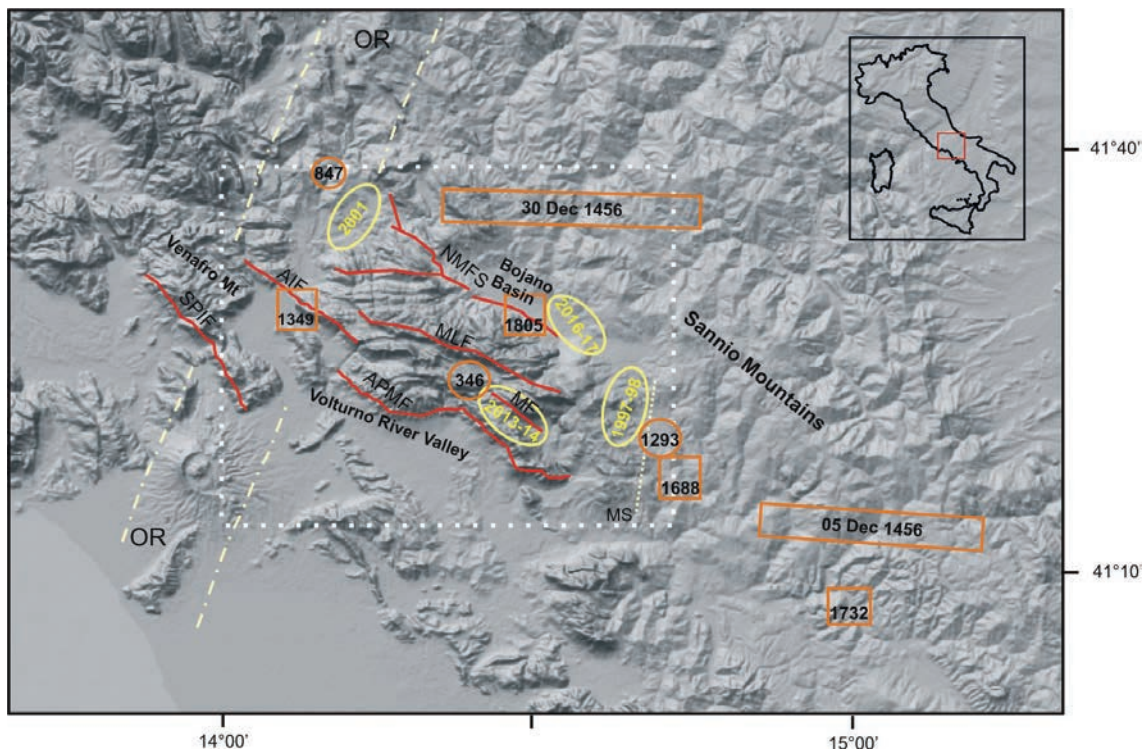 OR
41°40'
847
2001
30 Dec 1456
Venafro Mt
NMFS
Bojano
Basin
AIF
SPIF
1349
1805
2016-17
MLF
Sannio Mountains
346
APMF
MF
2013-14
1997-98
Volturno River Valley
1293
1688
MS
OR
05 Dec 1456
41°10'
1732
14°00'
15°00'